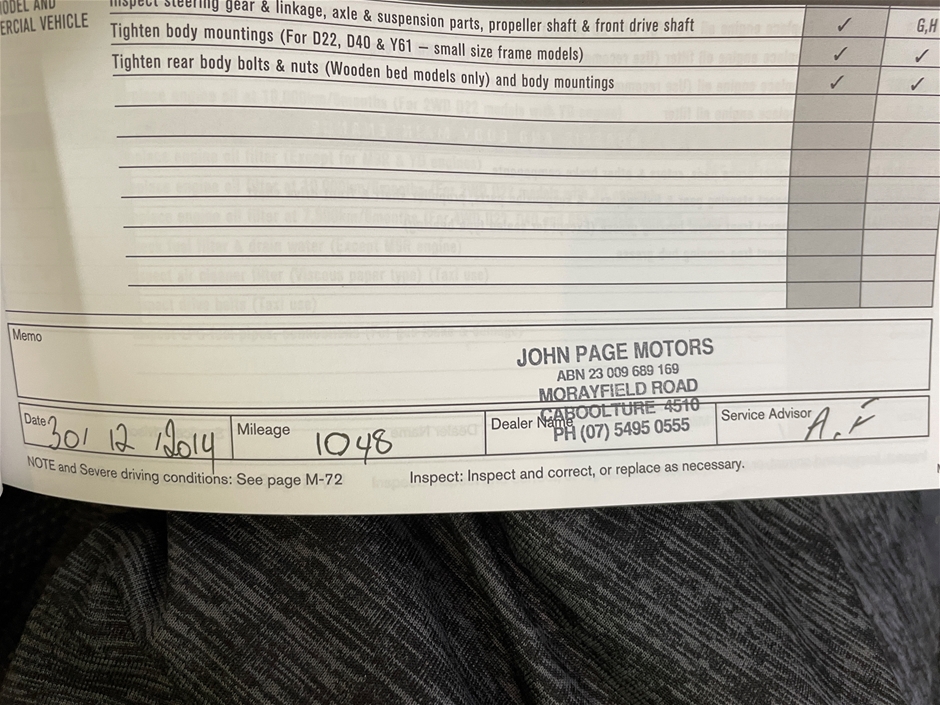 MODEL AND
ERCIAL VEHICLE
Inspect steering gear & linkage, axle & suspension parts, propeller shaft & front drive shaft ✓ G,H
Tighten body mountings (For D22, D40 & Y61 – small size frame models) ✓ ✓
Tighten rear body bolts & nuts (Wooden bed models only) and body mountings ✓ ✓
Memo
JOHN PAGE MOTORS
ABN 23 009 689 169
MORAYFIELD ROAD
CABOOLTURE 4510
PH (07) 5495 0555
Date 30/ 12 /2014
Mileage 1048
Dealer Name
Service Advisor A.F
NOTE and Severe driving conditions: See page M-72
Inspect: Inspect and correct, or replace as necessary.